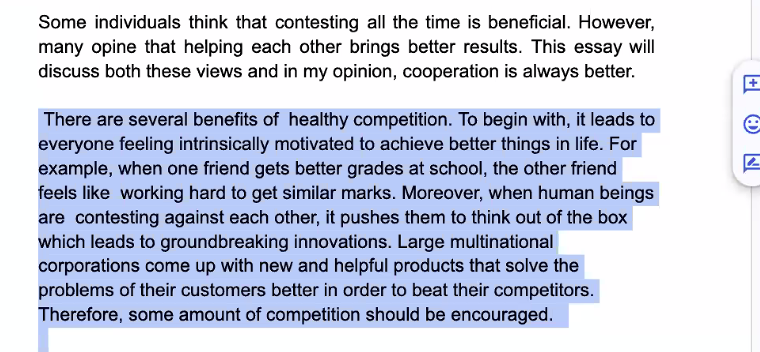 Some individuals think that contesting all the time is beneficial. However,
many opine that helping each other brings better results. This essay will
discuss both these views and in my opinion, cooperation is always better.
There are several benefits of  healthy competition. To begin with, it leads to
everyone feeling intrinsically motivated to achieve better things in life. For
example, when one friend gets better grades at school, the other friend
feels like  working hard to get similar marks. Moreover, when human beings
are  contesting against each other, it pushes them to think out of the box
which leads to groundbreaking innovations. Large multinational
corporations come up with new and helpful products that solve the
problems of their customers better in order to beat their competitors.
Therefore, some amount of competition should be encouraged.